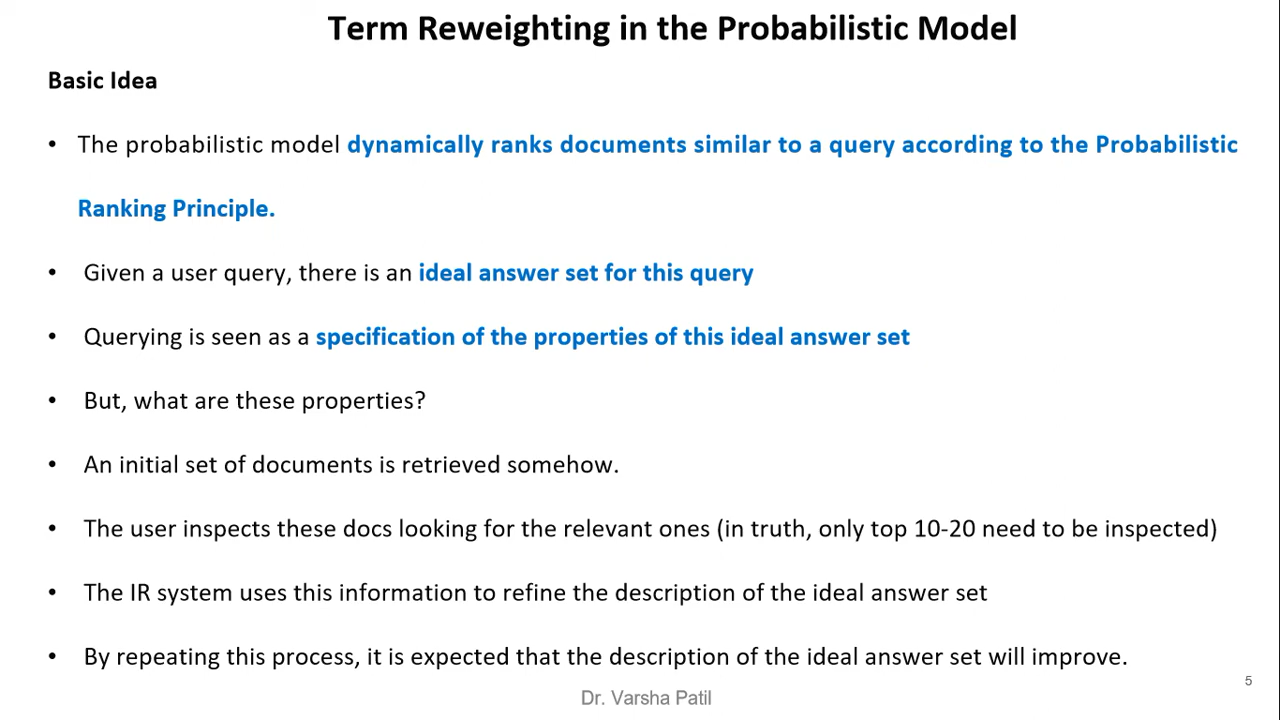 Term Reweighting in the Probabilistic Model
Basic Idea
• The probabilistic model dynamically ranks documents similar to a query according to the Probabilistic
Ranking Principle.
• Given a user query, there is an ideal answer set for this query
• Querying is seen as a specification of the properties of this ideal answer set
• But, what are these properties?
• An initial set of documents is retrieved somehow.
• The user inspects these docs looking for the relevant ones (in truth, only top 10-20 need to be inspected)
• The IR system uses this information to refine the description of the ideal answer set
• By repeating this process, it is expected that the description of the ideal answer set will improve.
5
Dr. Varsha Patil